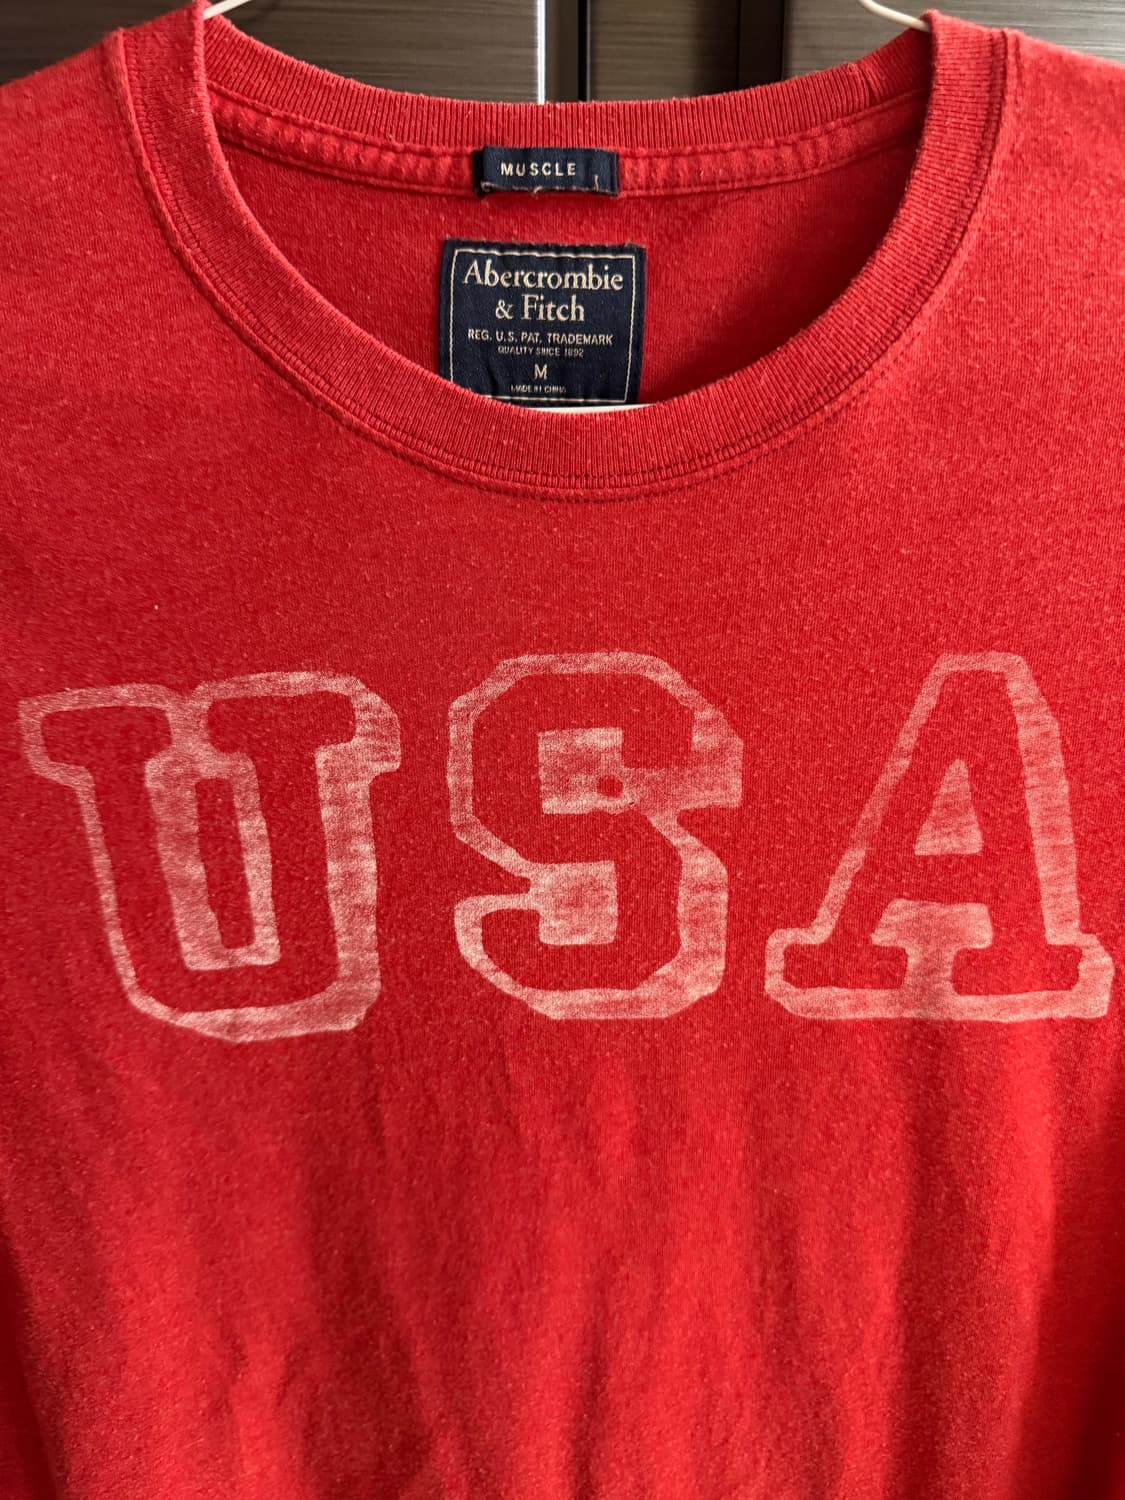 MUSCLE
Abercrombie
& Fitch
REG. U.S. PAT. TRADEMARK
QUALITY SINCE 1892
M
MADE IN CHINA
USA